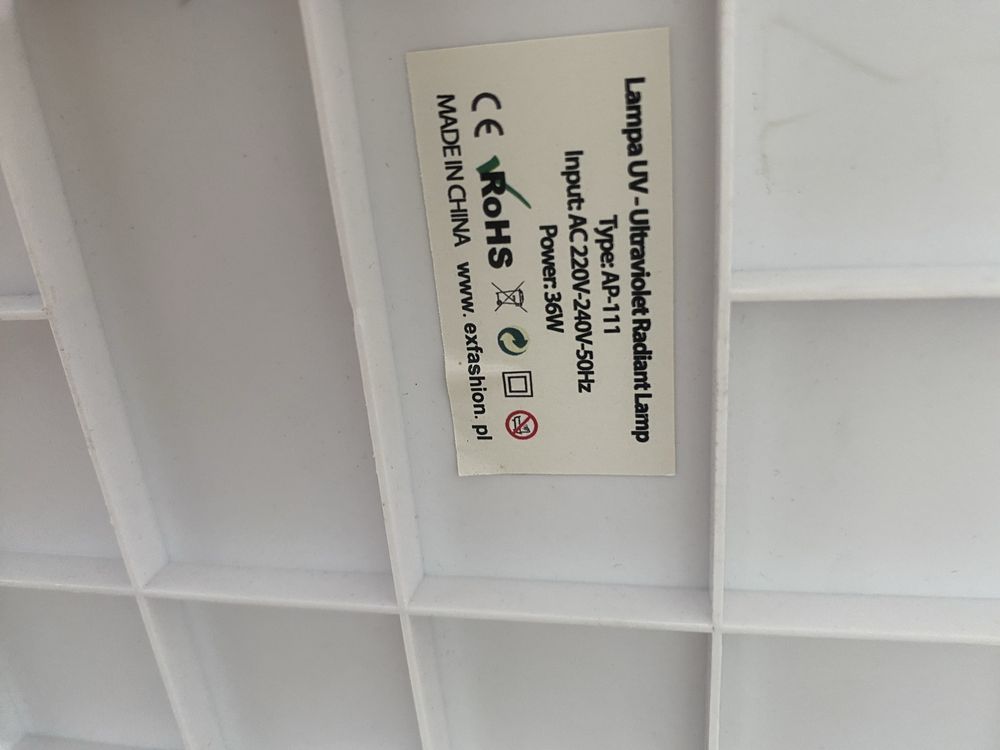 Lampa UV - Ultraviolet Radiant Lamp
Type: AP-111
Input: AC 220V-240V-50Hz
Power: 36W
CE RoHS
MADE IN CHINA www. exfashion. pl